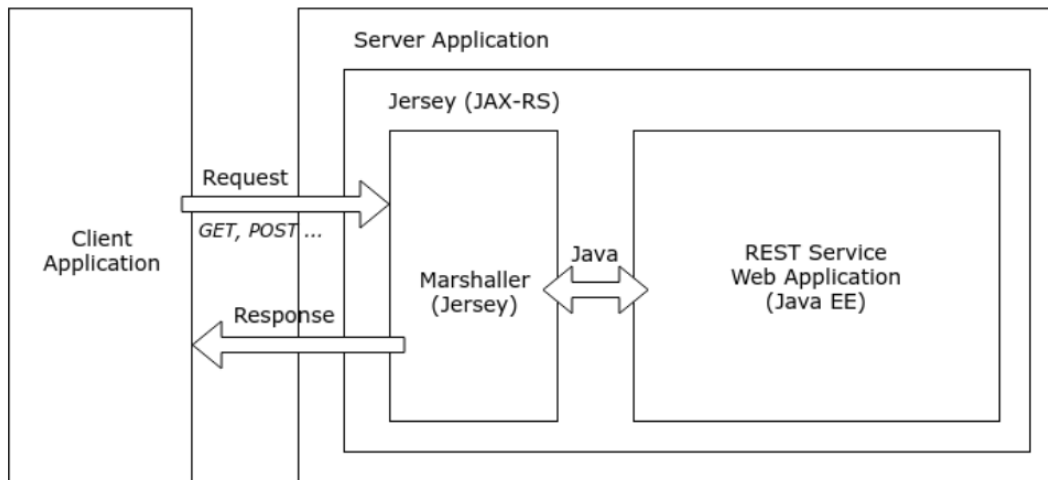 Server Application
Jersey (JAX-RS)
Request
GET, POST ...
Client
Application
Java
REST Service
Web Application
(Java EE)
Marshaller
(Jersey)
Response